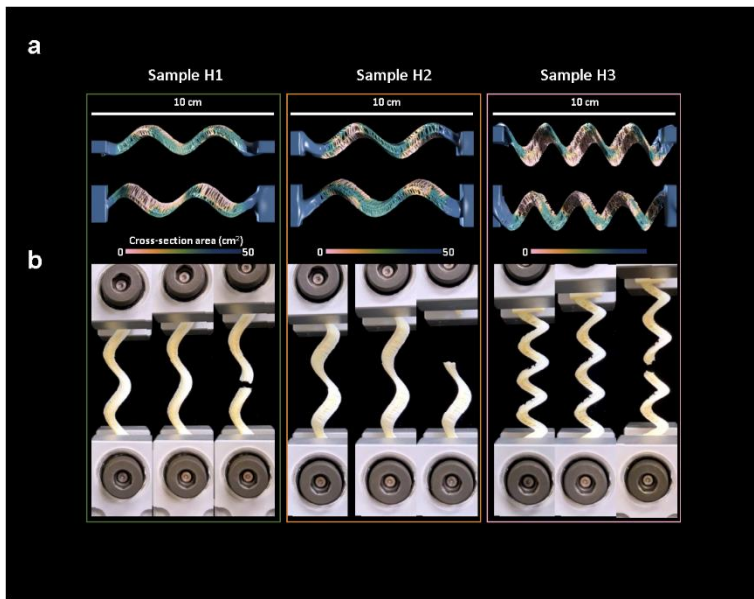 a
Sample H1
Sample H2
Sample H3
10 cm
10 cm
10 cm
Cross-section area (cm²)
0
50
0
50
0
b